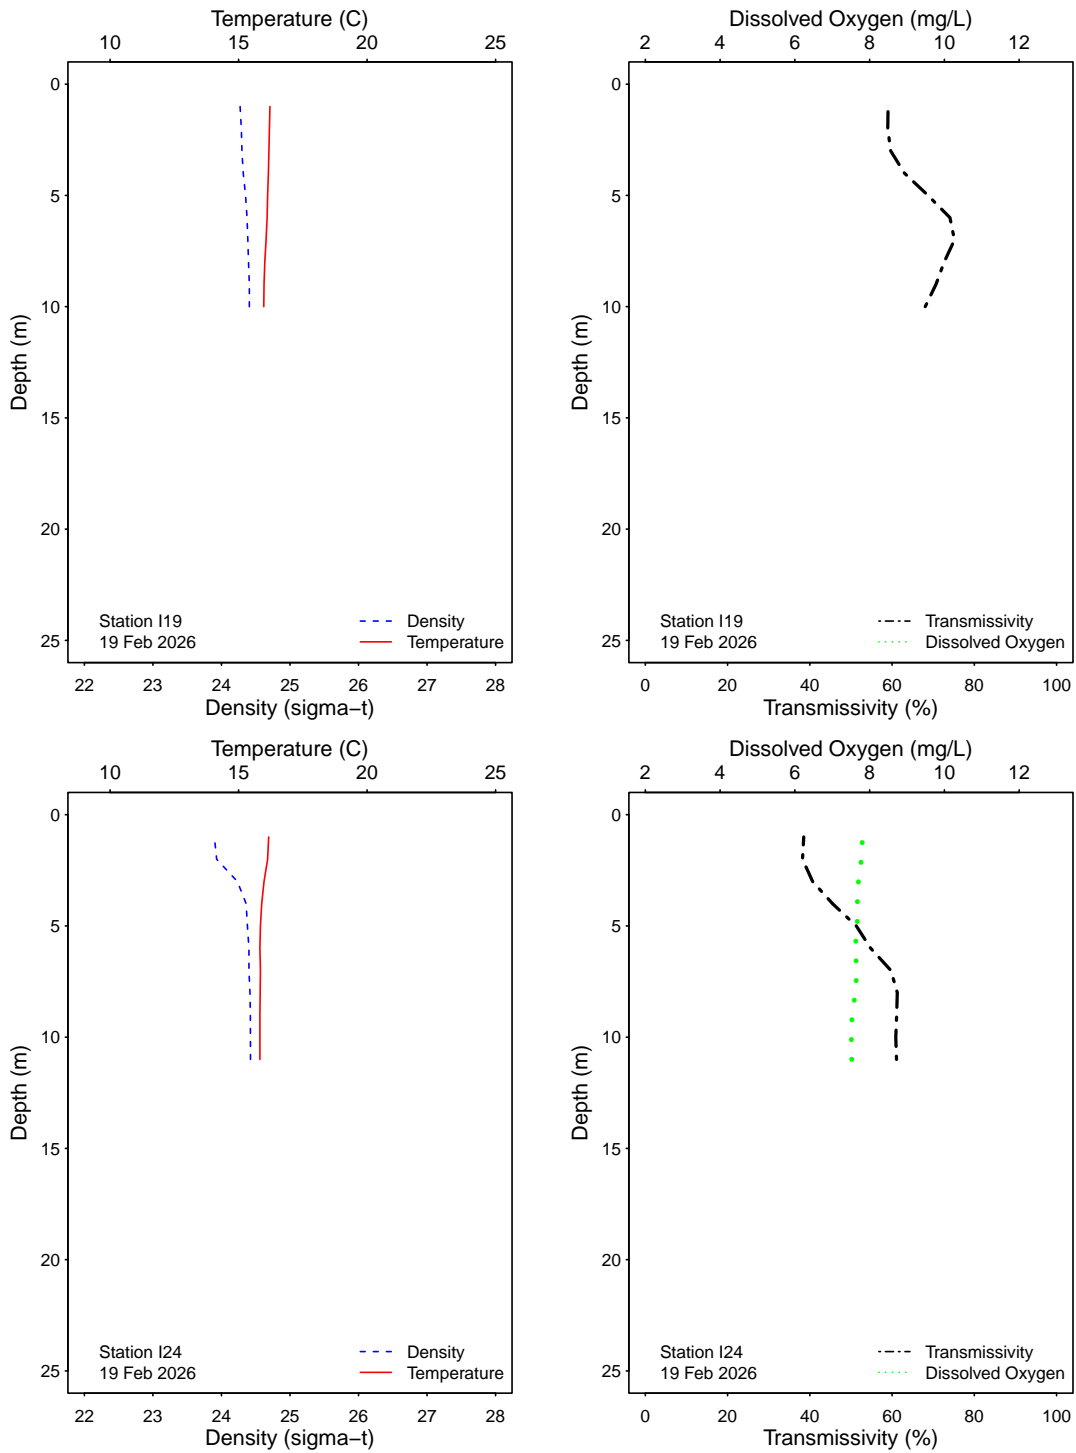 Temperature (C)
10 15 20 25
0
5
10
15
20
25
Depth (m)
Station I19
19 Feb 2026
Density
Temperature
22 23 24 25 26 27 28
Density (sigma−t)
Dissolved Oxygen (mg/L)
2 4 6 8 10 12
0
5
10
15
20
25
Depth (m)
Station I19
19 Feb 2026
Transmissivity
Dissolved Oxygen
0 20 40 60 80 100
Transmissivity (%)
Temperature (C)
10 15 20 25
0
5
10
15
20
25
Depth (m)
Station I24
19 Feb 2026
Density
Temperature
22 23 24 25 26 27 28
Density (sigma−t)
Dissolved Oxygen (mg/L)
2 4 6 8 10 12
0
5
10
15
20
25
Depth (m)
Station I24
19 Feb 2026
Transmissivity
Dissolved Oxygen
0 20 40 60 80 100
Transmissivity (%)